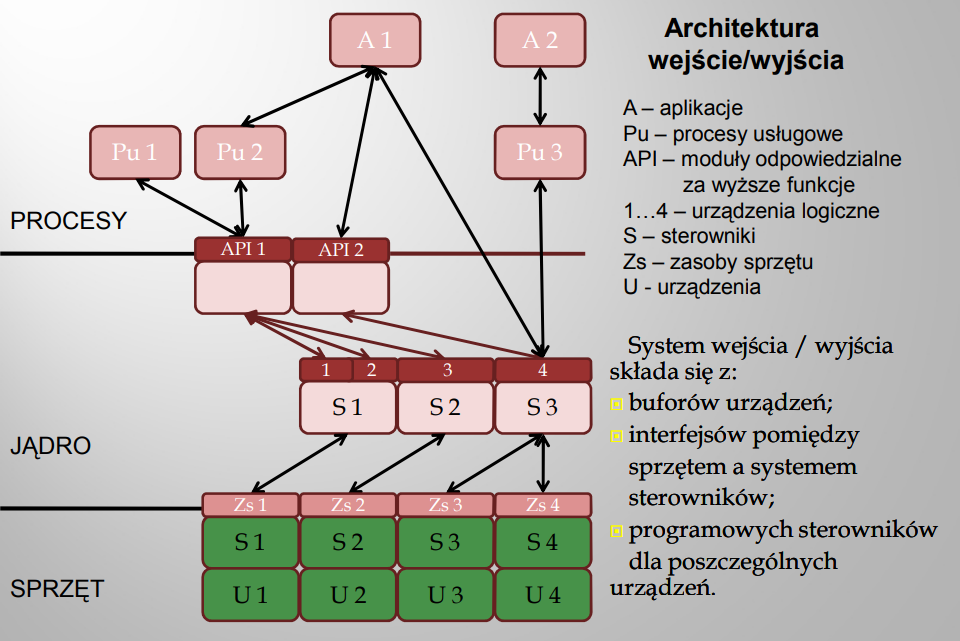 A 1
A 2
Architektura
wejście/wyjścia
A – aplikacje
Pu – procesy usługowe
API – moduły odpowiedzialne
za wyższe funkcje
1…4 – urządzenia logiczne
S – sterowniki
Zs – zasoby sprzętu
U - urządzenia
Pu 1
Pu 2
Pu 3
PROCESY
API 1
API 2
1
2
3
4
S 1
S 2
S 3
JĄDRO
Zs 1
Zs 2
Zs 3
Zs 4
S 1
S 2
S 3
S 4
SPRZĘT
U 1
U 2
U 3
U 4
System wejścia / wyjścia
składa się z:
buforów urządzeń;
interfejsów pomiędzy
sprzętem a systemem
sterowników;
programowych sterowników
dla poszczególnych
urządzeń.